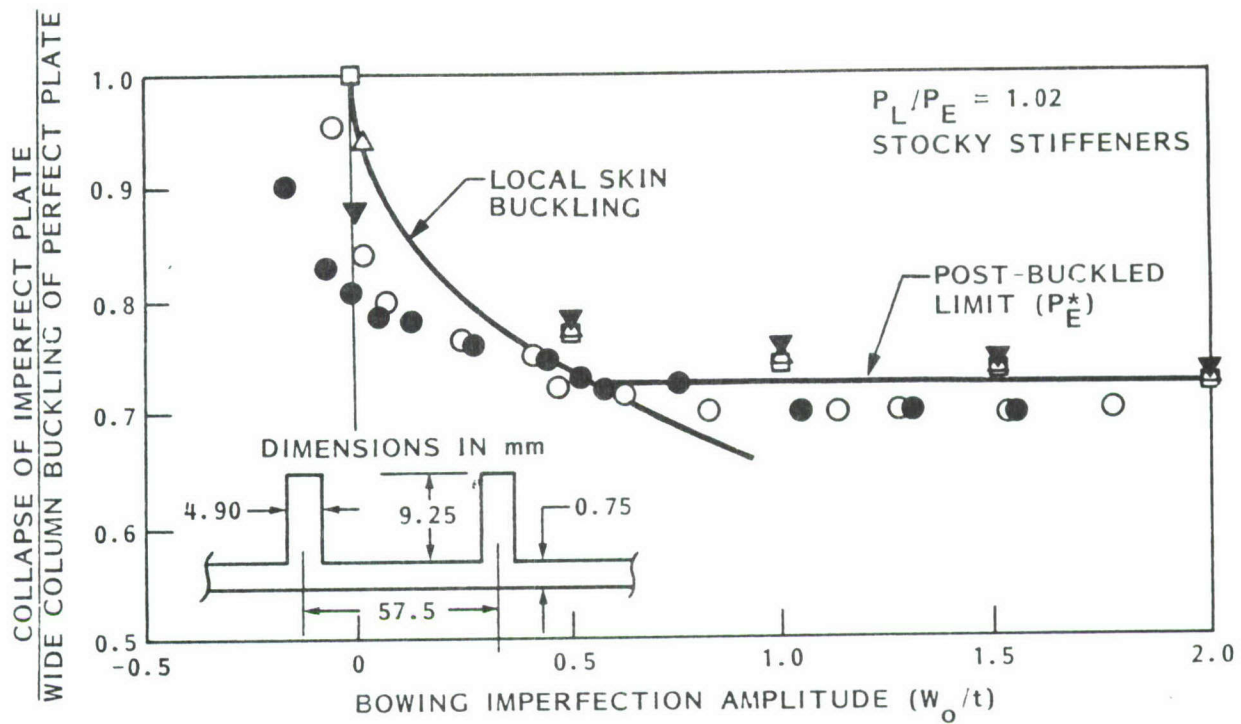 COLLAPSE OF IMPERFECT PLATE
WIDE COLUMN BUCKLING OF PERFECT PLATE
1.0
0.9
0.8
0.7
0.6
0.5
P_L/P_E = 1.02
STOCKY STIFFENERS
LOCAL SKIN
BUCKLING
POST-BUCKLED
LIMIT (P*_E)
DIMENSIONS IN mm
4.90
9.25
0.75
57.5
-0.5
0
0.5
1.0
1.5
2.0
BOWING IMPERFECTION AMPLITUDE (W_o/t)